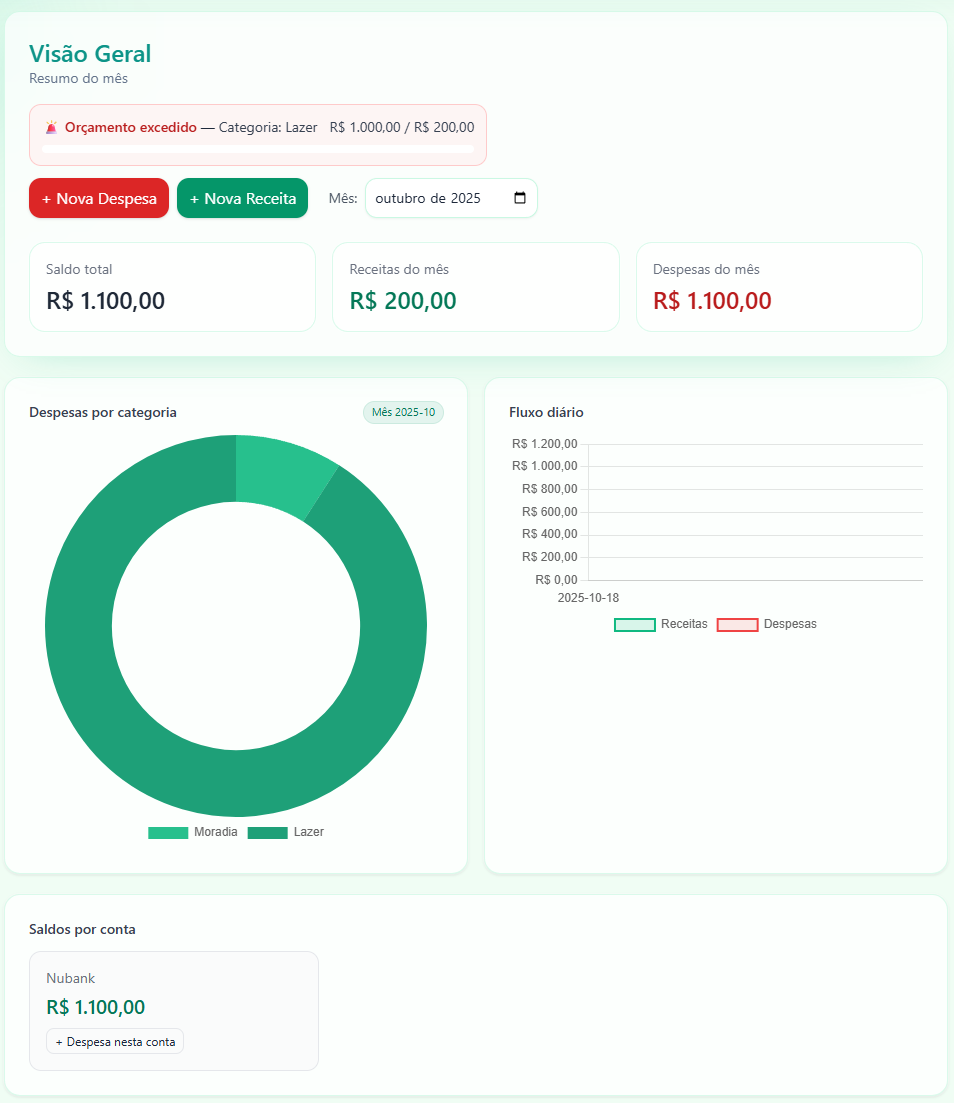 Visão Geral
Resumo do mês
🚨 Orçamento excedido — Categoria: Lazer R$ 1.000,00 / R$ 200,00
+ Nova Despesa
+ Nova Receita
Mês: outubro de 2025
Saldo total
R$ 1.100,00
Receitas do mês
R$ 200,00
Despesas do mês
R$ 1.100,00
Despesas por categoria
Mês 2025-10
Moradia
Lazer
Fluxo diário
R$ 1.200,00
R$ 1.000,00
R$ 800,00
R$ 600,00
R$ 400,00
R$ 200,00
R$ 0,00
2025-10-18
Receitas
Despesas
Saldos por conta
Nubank
R$ 1.100,00
+ Despesa nesta conta